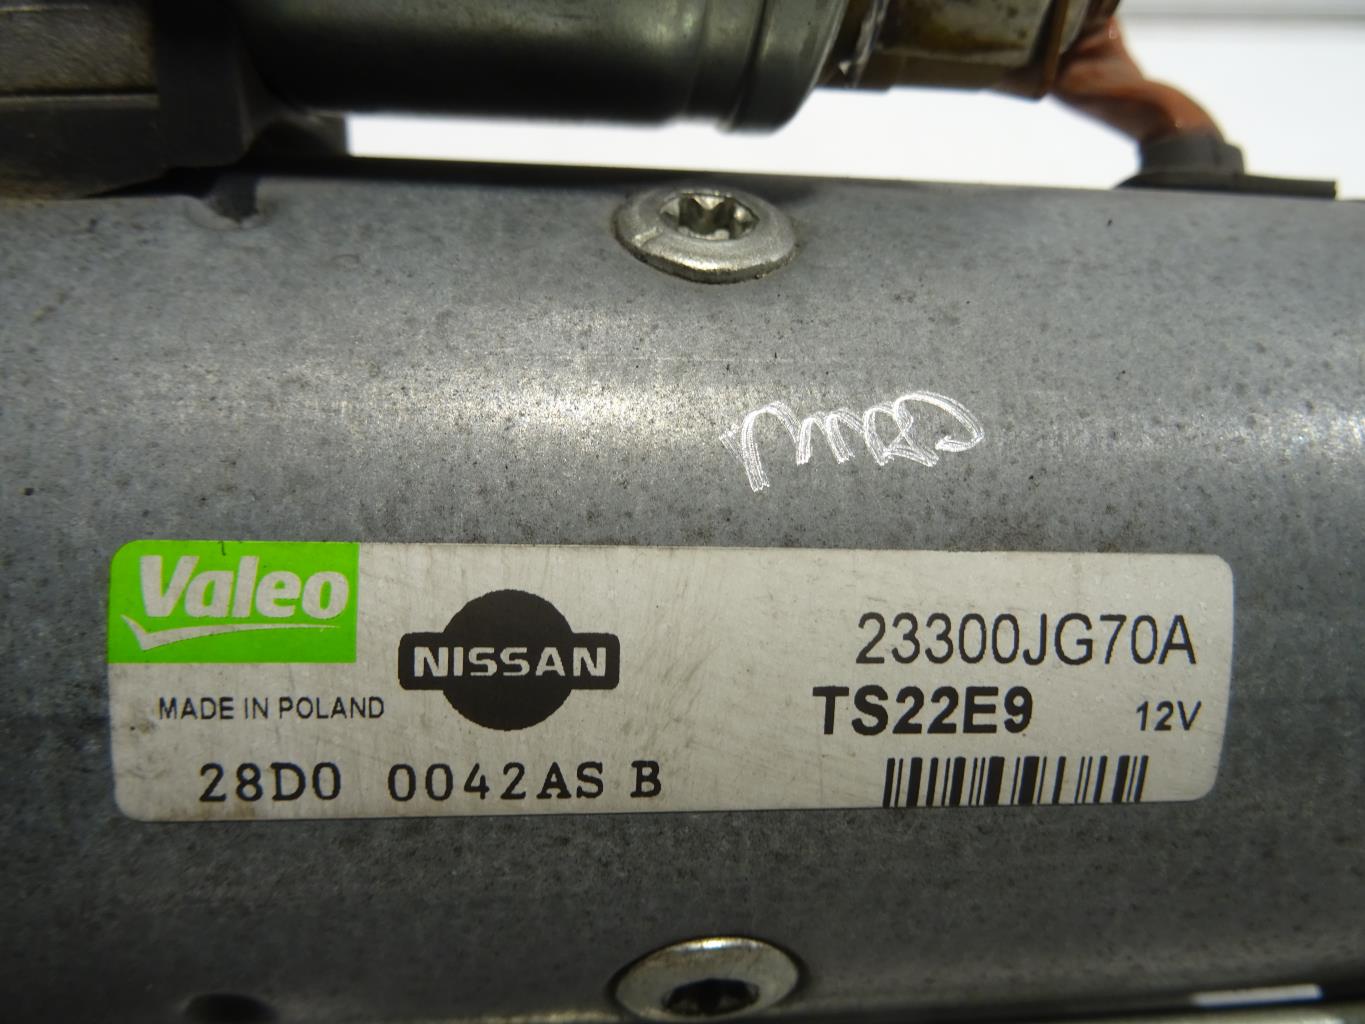 Valeo
NISSAN
23300JG70A
MADE IN POLAND
TS22E9 12V
28D0 0042AS B